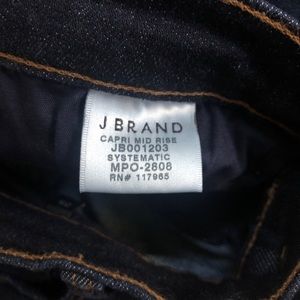 J BRAND
CAPRI MID RISE
JB001203
SYSTEMATIC
MPO-2808
RN# 117965